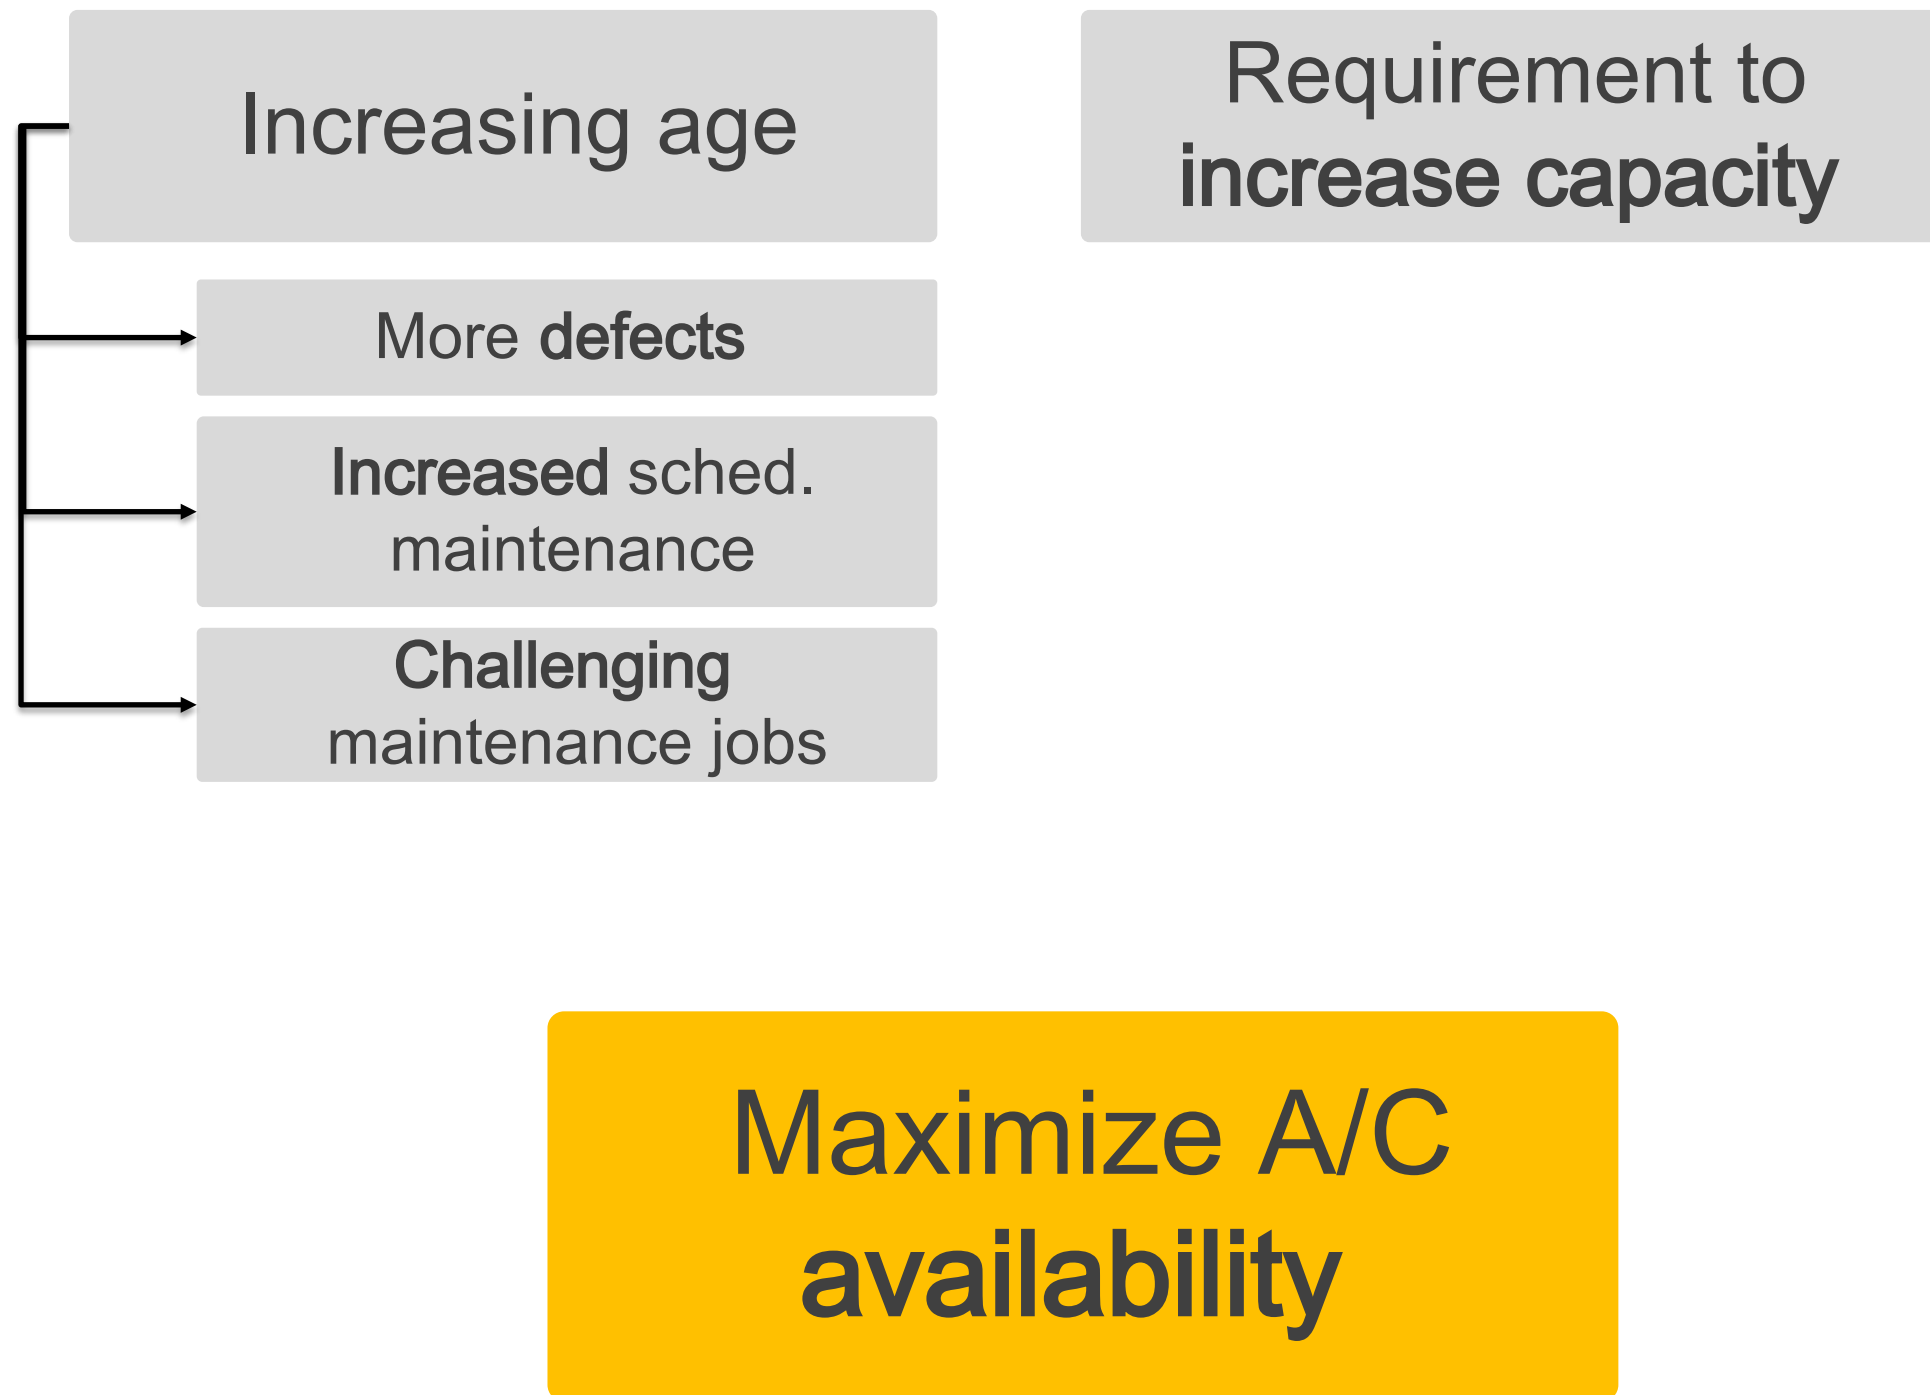 Increasing age
Requirement to
increase capacity
More defects
Increased sched.
maintenance
Challenging
maintenance jobs
Maximize A/C
availability